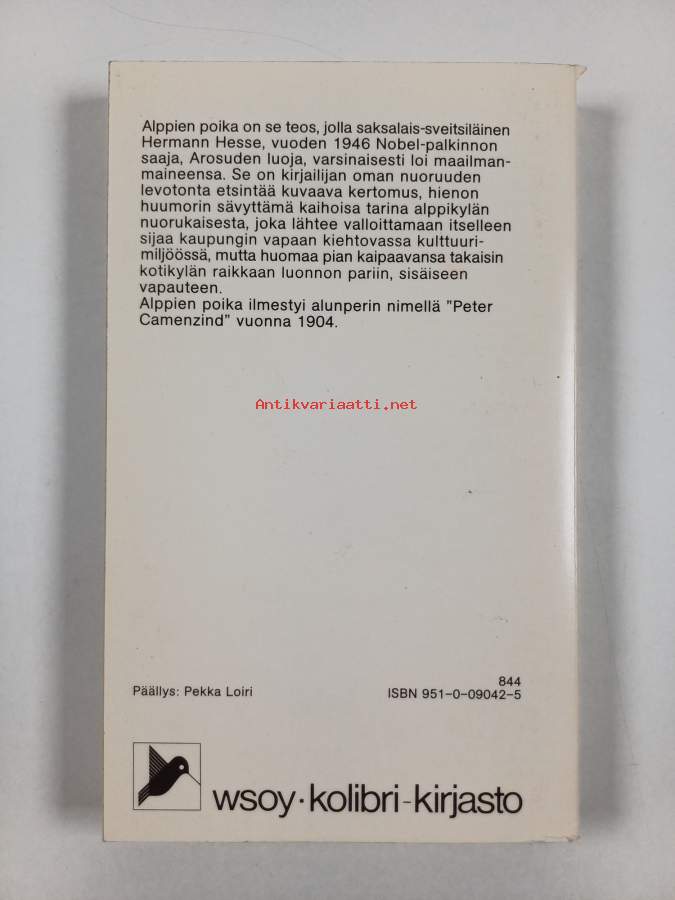 Alppien poika on se teos, jolla saksalais-sveitsiläinen
Hermann Hesse, vuoden 1946 Nobel-palkinnon
saaja, Arosuden luoja, varsinaisesti loi maailman-
maineensa. Se on kirjailijan oman nuoruuden
levotonta etsintää kuvaava kertomus, hienon
huumorin sävyttämä kaihoisa tarina alppikylän
nuorukaisesta, joka lähtee valloittamaan itselleen
sijaa kaupungin vapaan kiehtovassa kulttuuri-
miljöössä, mutta huomaa pian kaipaavansa takaisin
kotikylän raikkaan luonnon pariin, sisäiseen
vapauteen.
Alppien poika ilmestyi alunperin nimellä "Peter
Camenzind" vuonna 1904.
Antikvariaatti.net
844
Päällys: Pekka Loiri
ISBN 951-0-09042-5
wsoy·kolibri-kirjasto